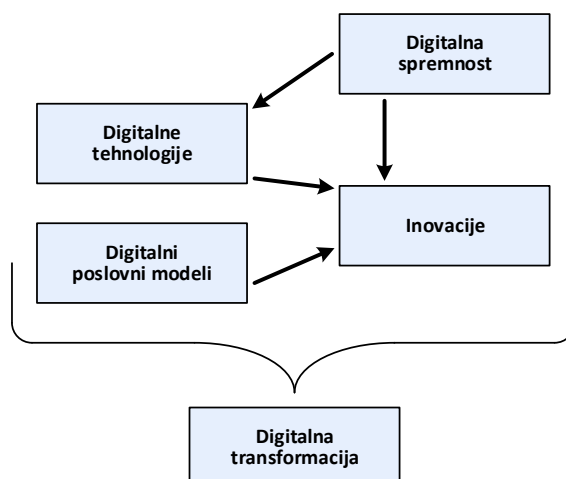 Digitalna
spremnost
Digitalne
tehnologije
Inovacije
Digitalni
poslovni modeli
Digitalna
transformacija